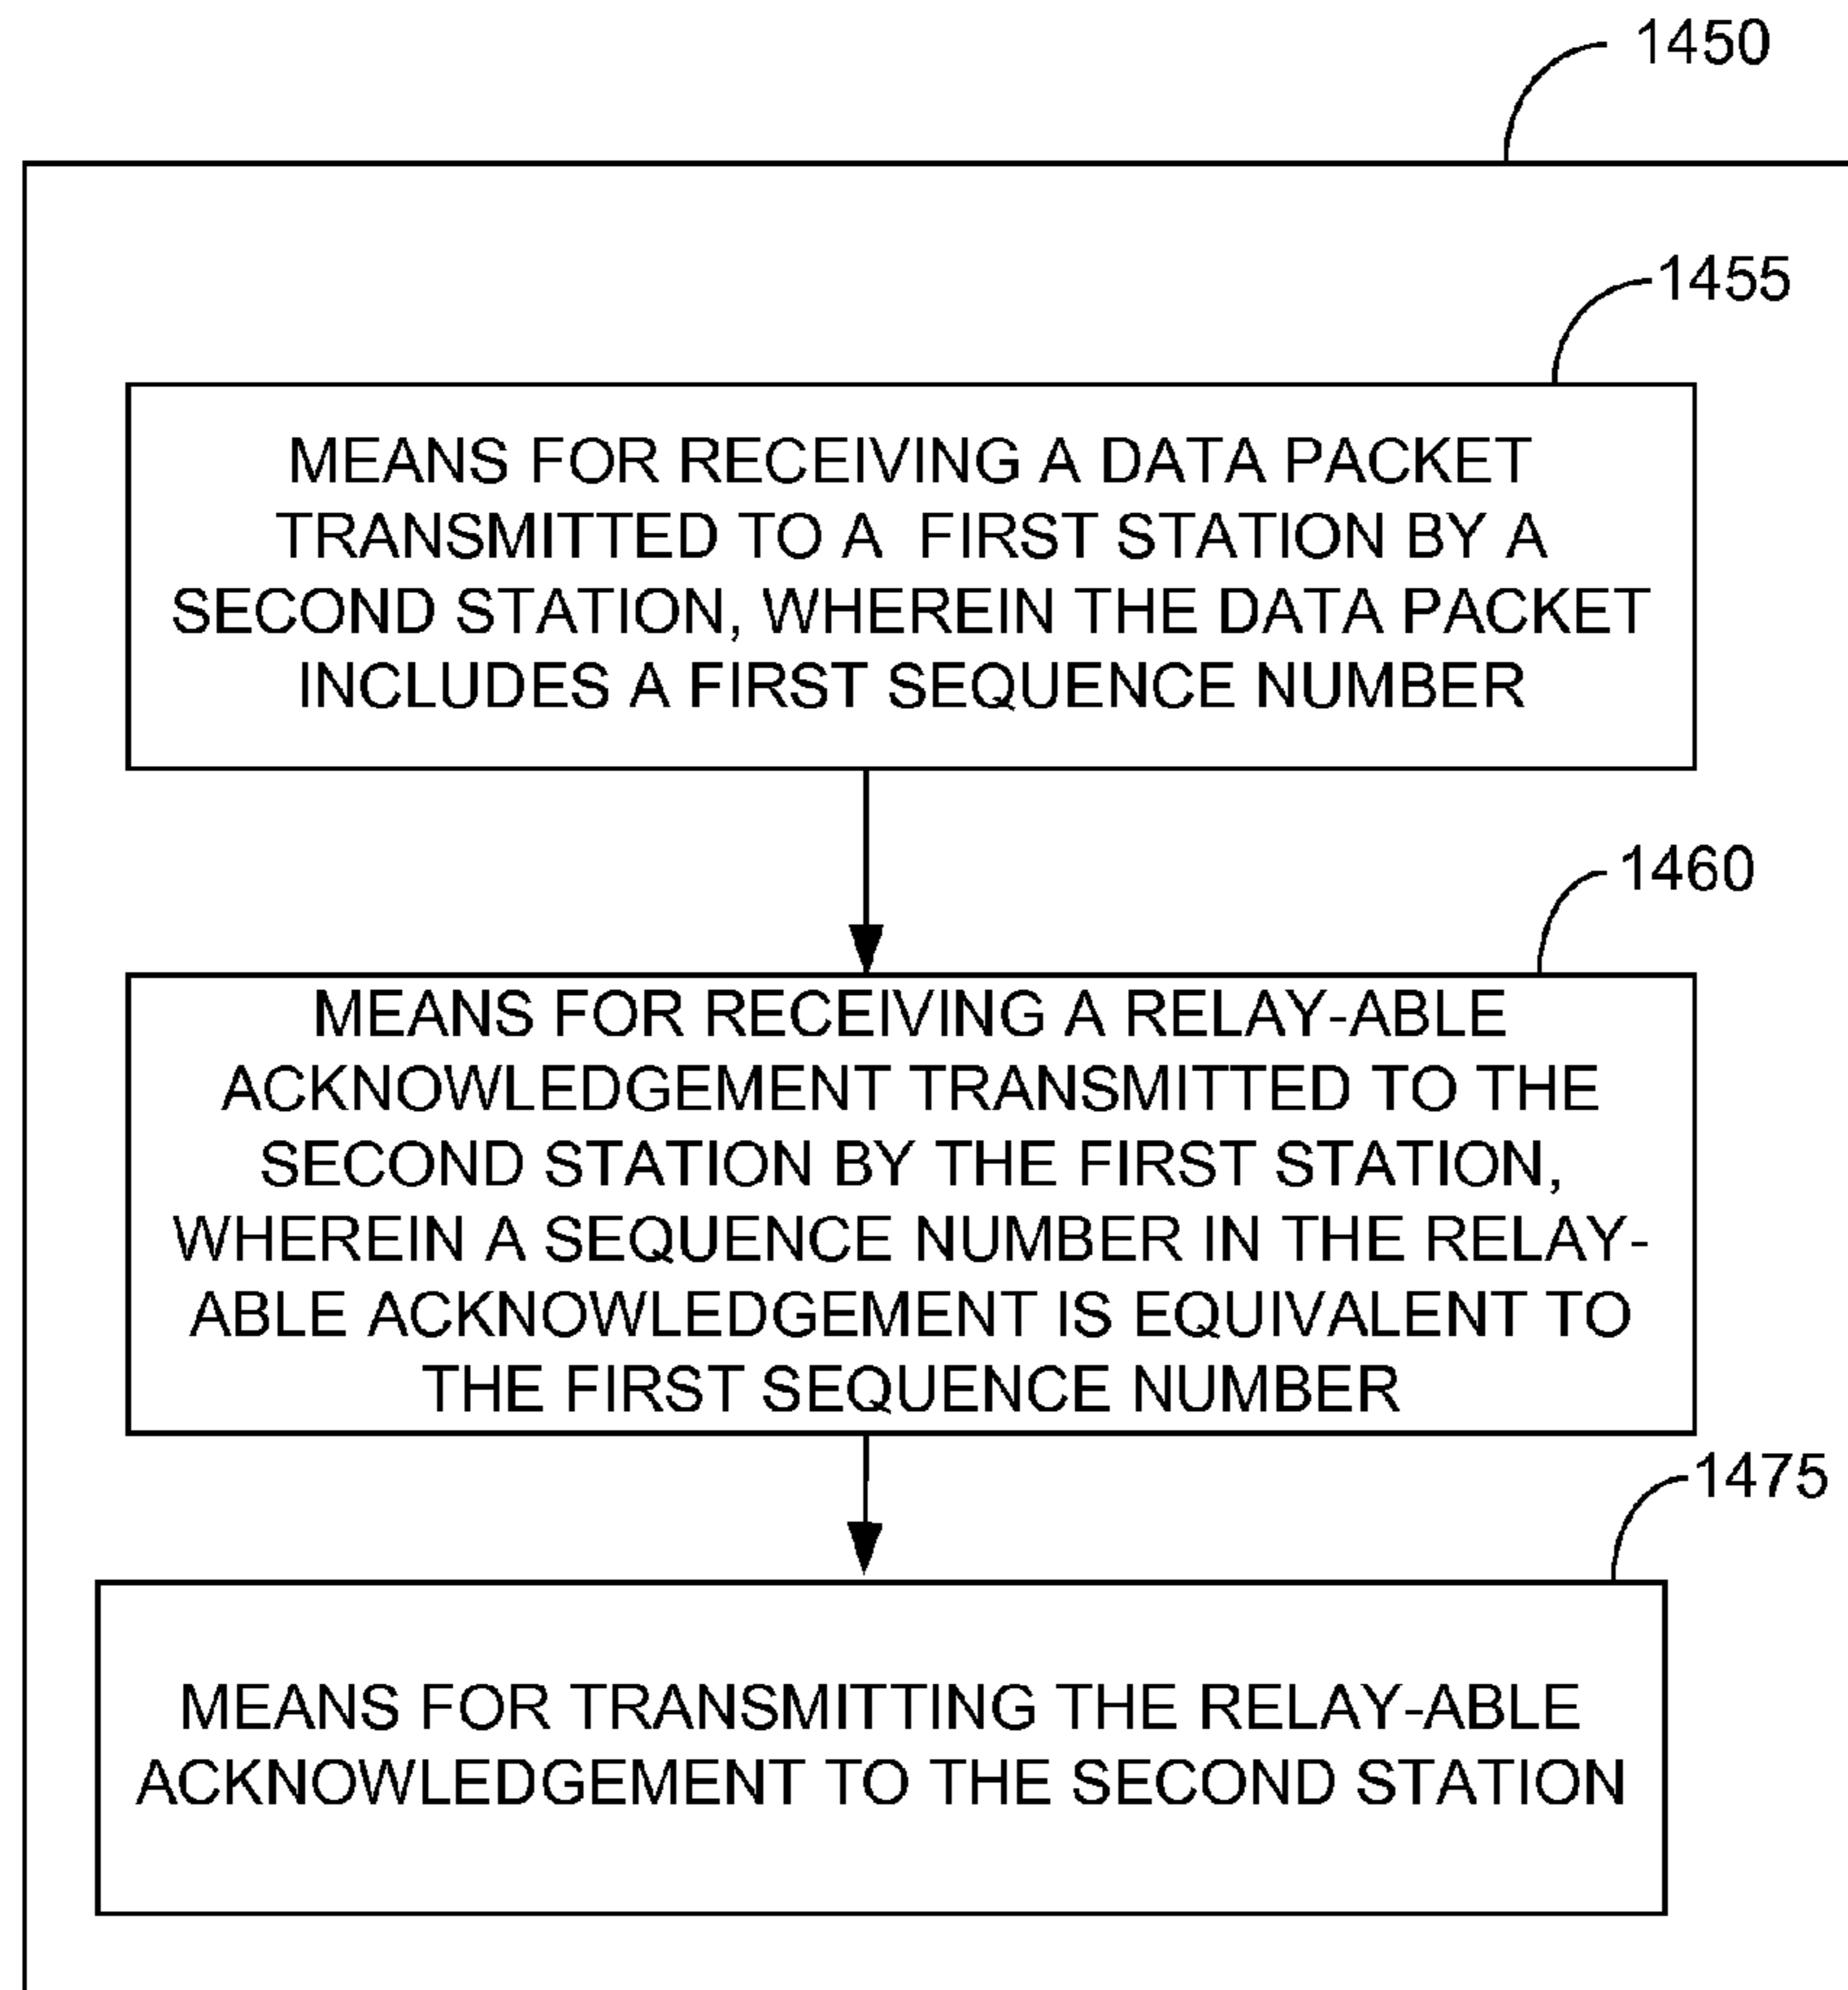 1450
1455
MEANS FOR RECEIVING A DATA PACKET
TRANSMITTED TO A FIRST STATION BY A
SECOND STATION, WHEREIN THE DATA PACKET
INCLUDES A FIRST SEQUENCE NUMBER
1460
MEANS FOR RECEIVING A RELAY-ABLE
ACKNOWLEDGEMENT TRANSMITTED TO THE
SECOND STATION BY THE FIRST STATION,
WHEREIN A SEQUENCE NUMBER IN THE RELAY-
ABLE ACKNOWLEDGEMENT IS EQUIVALENT TO
THE FIRST SEQUENCE NUMBER
1475
MEANS FOR TRANSMITTING THE RELAY-ABLE
ACKNOWLEDGEMENT TO THE SECOND STATION